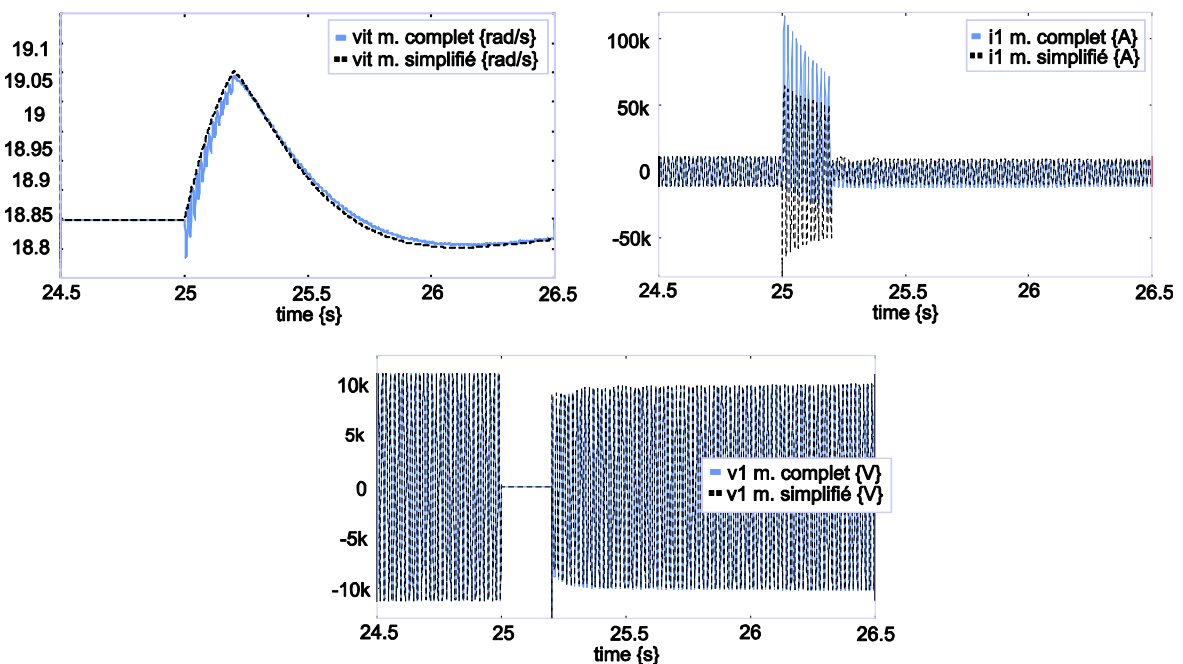 19.1
19.05
19
18.95
18.9
18.85
18.8
vit m. complet {rad/s}
vit m. simplifié {rad/s}
24.5 25 25.5 26 26.5
time {s}
100k
50k
0
-50k
i1 m. complet {A}
i1 m. simplifié {A}
24.5 25 25.5 26 26.5
time {s}
10k
5k
0
-5k
-10k
v1 m. complet {V}
v1 m. simplifié {V}
24.5 25 25.5 26 26.5
time {s}